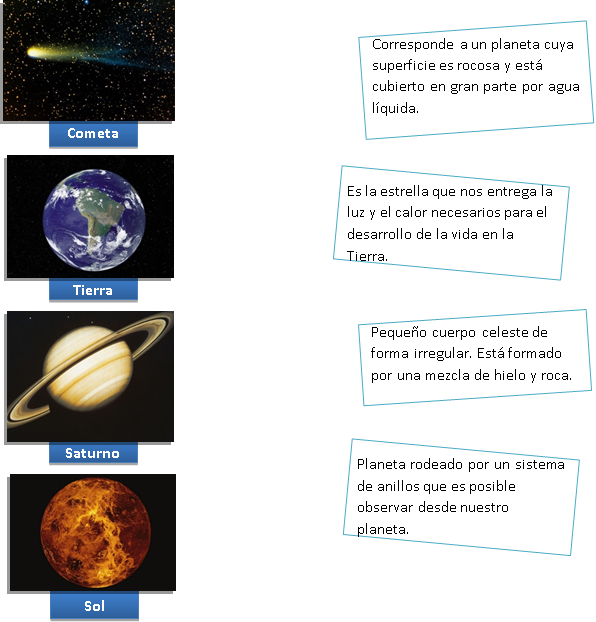 Cometa
Corresponde a un planeta cuya
superficie es rocosa y está
cubierto en gran parte por agua
líquida.
Tierra
Es la estrella que nos entrega la
luz y el calor necesarios para el
desarrollo de la vida en la
Tierra.
Saturno
Pequeño cuerpo celeste de
forma irregular. Está formado
por una mezcla de hielo y roca.
Sol
Planeta rodeado por un sistema
de anillos que es posible
observar desde nuestro
planeta.